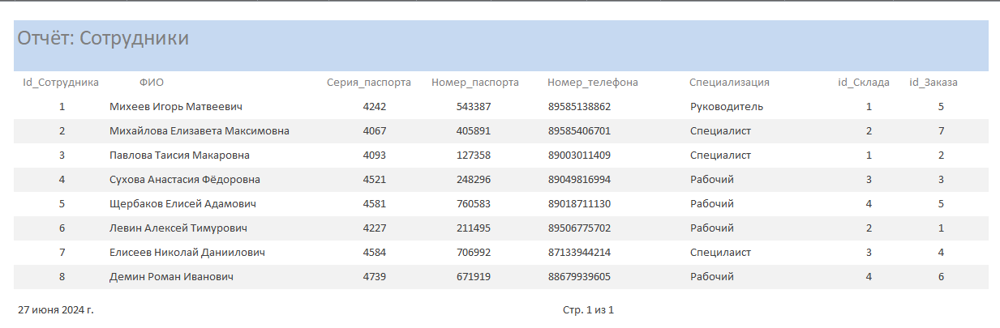 Отчёт: Сотрудники
Id_Сотрудника ФИО Серия_паспорта Номер_паспорта Номер_телефона Специализация id_Склада id_Заказа
1 Михеев Игорь Матвеевич 4242 543387 89585138862 Руководитель 1 5
2 Михайлова Елизавета Максимовна 4067 405891 89585406701 Специалист 2 7
3 Павлова Таисия Макаровна 4093 127358 89003011409 Специалист 1 2
4 Сухова Анастасия Фёдоровна 4521 248296 89049816994 Рабочий 3 3
5 Щербаков Елисей Адамович 4581 760583 89018711130 Рабочий 4 5
6 Левин Алексей Тимурович 4227 211495 89506775702 Рабочий 2 1
7 Елисеев Николай Даниилович 4584 706992 87133944214 Специлаист 3 4
8 Демин Роман Иванович 4739 671919 88679939605 Рабочий 4 6
27 июня 2024 г. Стр. 1 из 1